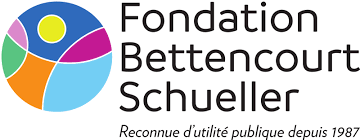 Fondation
Bettencourt
Schueller
Reconnue d'utilité publique depuis 1987